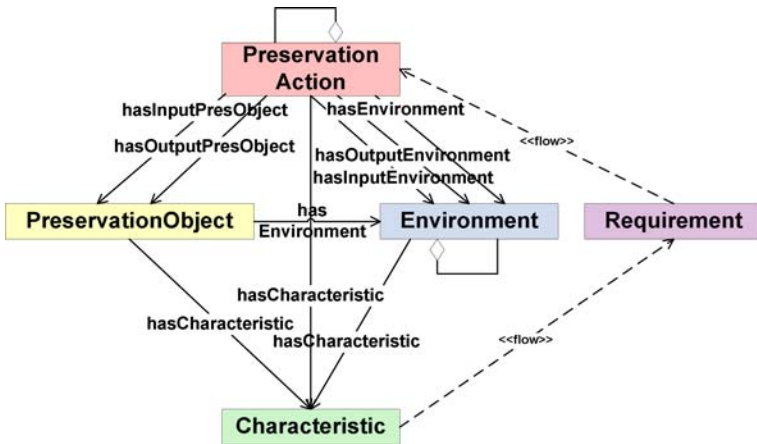 Preservation
Action
hasInputPresObject
hasEnvironment
<<flow>>
hasOutputPresObject
hasOutputEnvironment
hasInputEnvironment
PreservationObject
has
Environment
Environment
Requirement
hasCharacteristic
hasCharacteristic
hasCharacteristic
<<flow>>
Characteristic